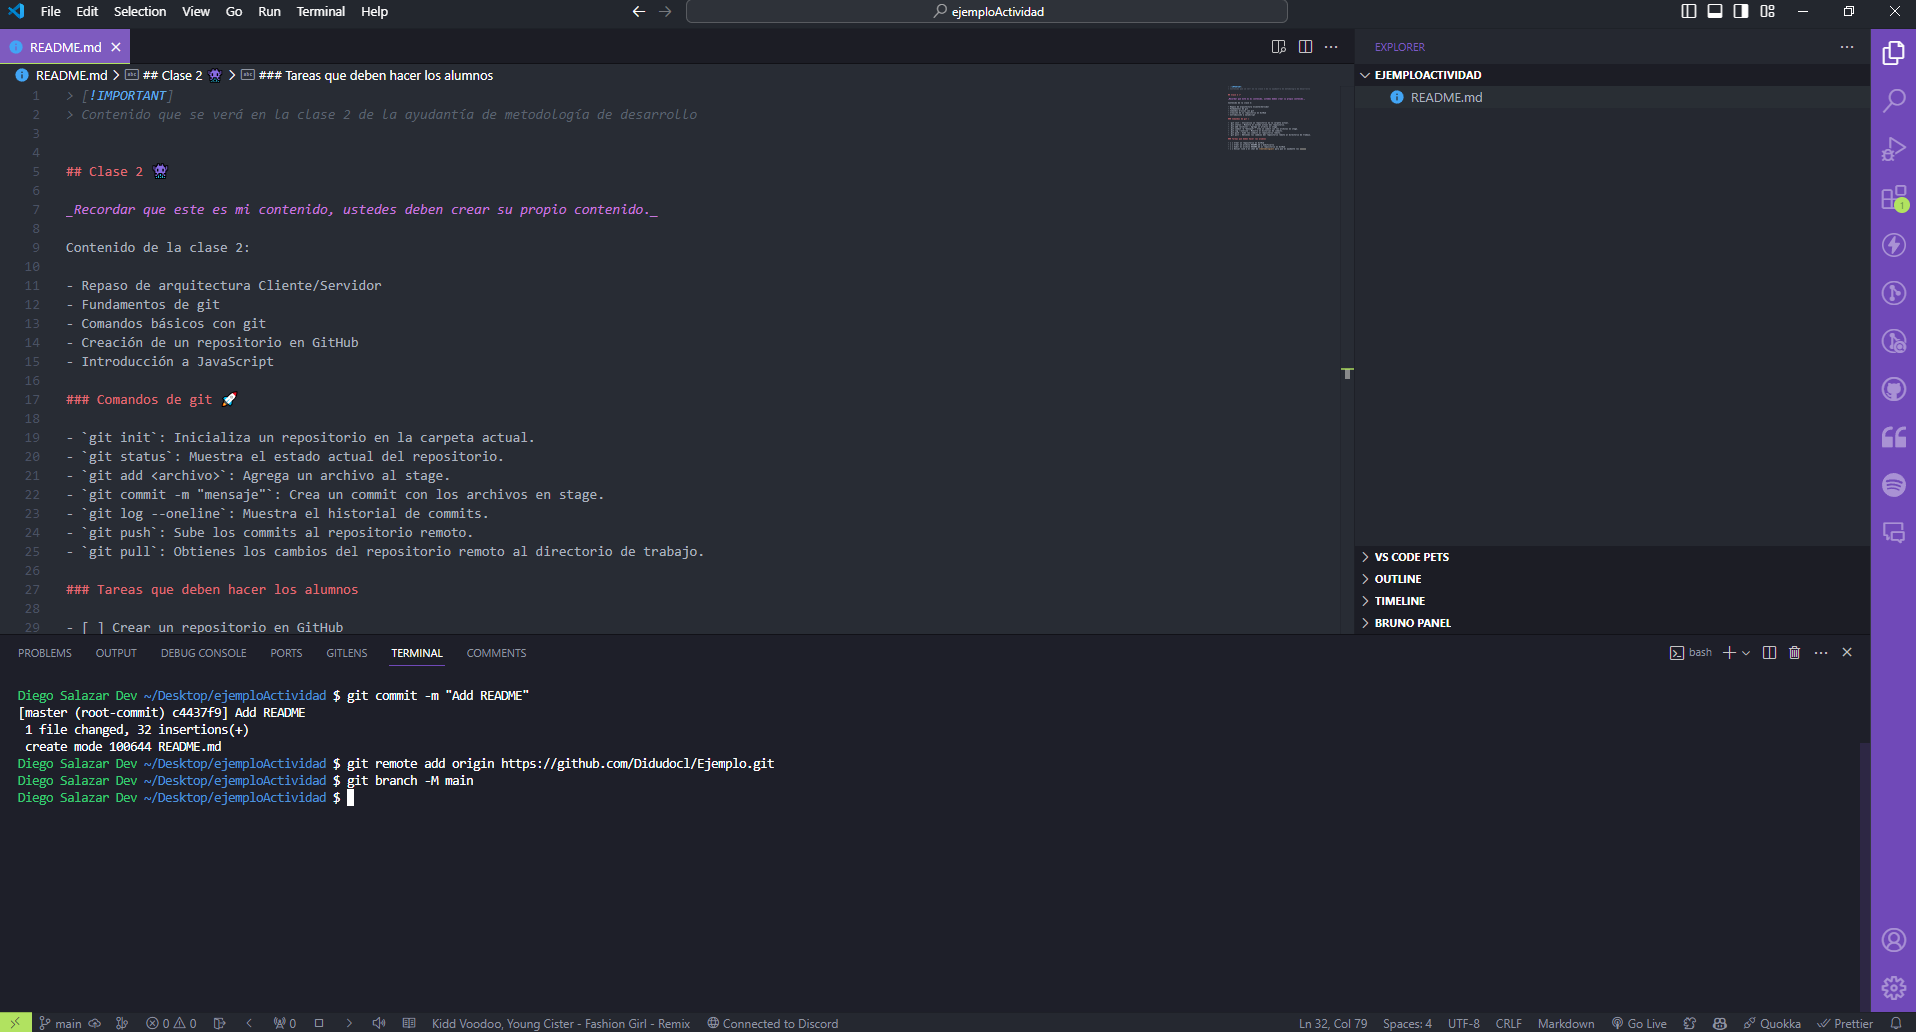 File Edit Selection View Go Run Terminal Help
ejemploActividad
README.md
README.md > ## Clase 2 > ### Tareas que deben hacer los alumnos
1 > [!IMPORTANT]
2 > Contenido que se verá en la clase 2 de la ayudantía de metodología de desarrollo
3
4
5 ## Clase 2 👾
6
7 _Recordar que este es mi contenido, ustedes deben crear su propio contenido._
8
9 Contenido de la clase 2:
10
11 - Repaso de arquitectura Cliente/Servidor
12 - Fundamentos de git
13 - Comandos básicos con git
14 - Creación de un repositorio en GitHub
15 - Introducción a JavaScript
16
17 ### Comandos de git 🚀
18
19 - `git init`: Inicializa un repositorio en la carpeta actual.
20 - `git status`: Muestra el estado actual del repositorio.
21 - `git add <archivo>`: Agrega un archivo al stage.
22 - `git commit -m "mensaje"`: Crea un commit con los archivos en stage.
23 - `git log --oneline`: Muestra el historial de commits.
24 - `git push`: Sube los commits al repositorio remoto.
25 - `git pull`: Obtienes los cambios del repositorio remoto al directorio de trabajo.
26
27 ### Tareas que deben hacer los alumnos
28
29 - [ ] Crear un repositorio en GitHub
EXPLORER
EJEMPLOACTIVIDAD
README.md
VS CODE PETS
OUTLINE
TIMELINE
BRUNO PANEL
1
PROBLEMS OUTPUT DEBUG CONSOLE PORTS GITLENS TERMINAL COMMENTS
bash
Diego Salazar Dev ~/Desktop/ejemploActividad $ git commit -m "Add README"
[master (root-commit) c4437f9] Add README
1 file changed, 32 insertions(+)
create mode 100644 README.md
Diego Salazar Dev ~/Desktop/ejemploActividad $ git remote add origin https://github.com/Didudocl/Ejemplo.git
Diego Salazar Dev ~/Desktop/ejemploActividad $ git branch -M main
Diego Salazar Dev ~/Desktop/ejemploActividad $
main 0 0 0 Kidd Voodoo, Young Cister - Fashion Girl - Remix Connected to Discord Ln 32, Col 79 Spaces: 4 UTF-8 CRLF Markdown Go Live Quokka Prettier